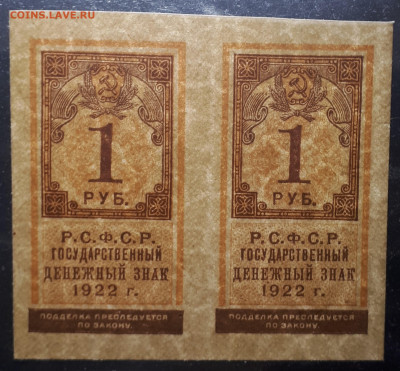 COINS.LAVE.RU
1
РУБ.
Р.С.Ф.С.Р.
ГОСУДАРСТВЕННЫЙ
ДЕНЕЖНЫЙ ЗНАК
1922 г.
ПОДДЕЛКА ПРЕСЛЕДУЕТСЯ
ПО ЗАКОНУ.
1
РУБ.
Р.С.Ф.С.Р.
ГОСУДАРСТВЕННЫЙ
ДЕНЕЖНЫЙ ЗНАК
1922 г.
ПОДДЕЛКА ПРЕСЛЕДУЕТСЯ
ПО ЗАКОНУ.